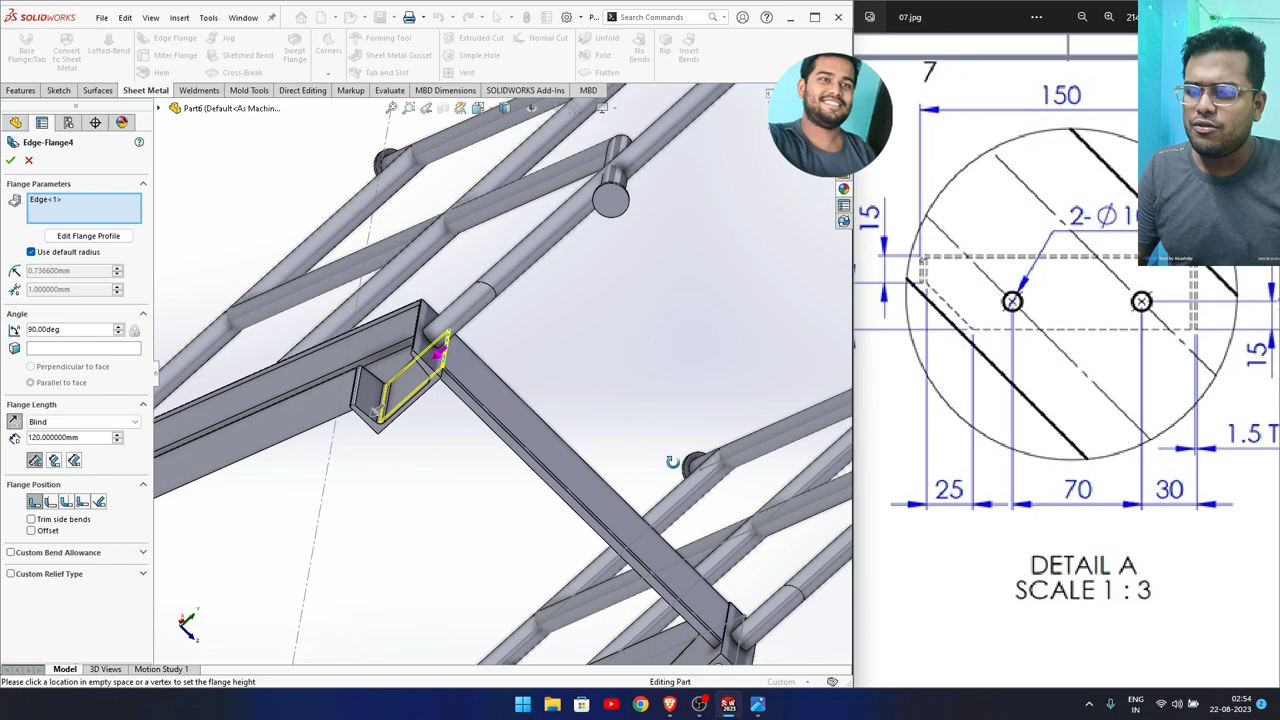 SOLIDWORKS File Edit View Insert Tools Window P... Search Commands
07.jpg 214
Base Flange/Tab
Convert to Sheet Metal
Lofted-Bend
Edge Flange
Miter Flange
Hem
Jog
Sketched Bend
Cross-Break
Swept Flange
Corners
Forming Tool
Sheet Metal Gusset
Tab and Slot
Extruded Cut
Simple Hole
Vent
Normal Cut
Unfold
Fold
Flatten
No Bends
Rip
Insert Bends
Features Sketch Surfaces Sheet Metal Weldments Mold Tools Direct Editing Markup Evaluate MBD Dimensions SOLIDWORKS Add-Ins MBD
Part6 (Default<As Machin...
Edge-Flange4
Flange Parameters
Edge<1>
Edit Flange Profile
Use default radius
0.736600mm
1.000000mm
Angle
90.00deg
Perpendicular to face
Parallel to face
Flange Length
Blind
120.000000mm
Flange Position
Trim side bends
Offset
Custom Bend Allowance
Custom Relief Type
7
150
15
2- Ø 10
15
1.5 T
25 70 30
DETAIL A
SCALE 1 : 3
Model 3D Views Motion Study 1
Please click a location in empty space or a vertex to set the flange height Editing Part Custom
ENG
IN
02:54
22-08-2023